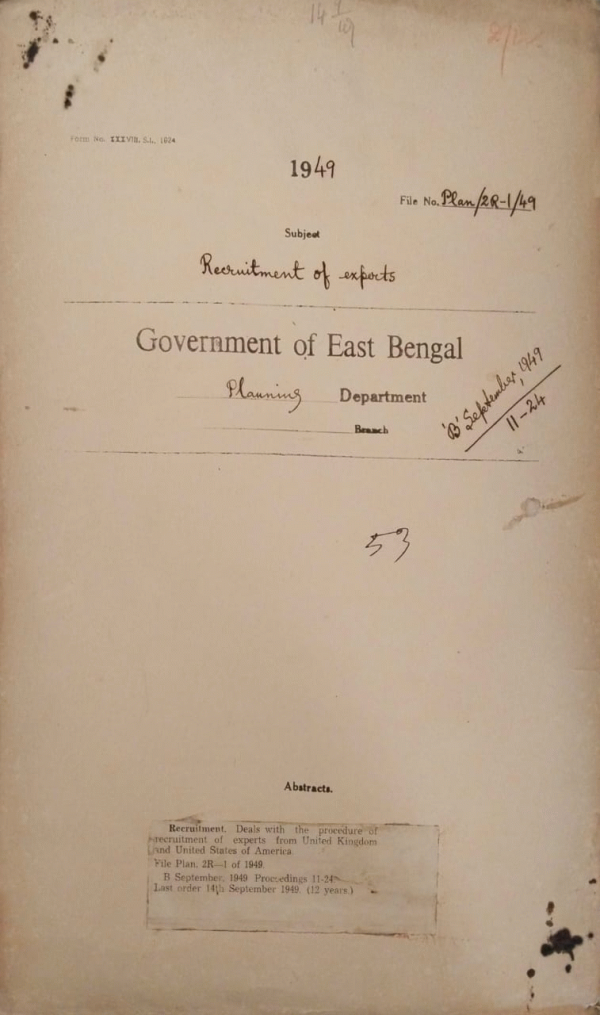 14
Form No. XXXVIII, S.L. 1934
1949
File No. Plan/2R-1/49
Subject
Recruitment of experts
Government of East Bengal
Planning Department
Branch
'B' September, 1949
11-24
53
Abstracts.
Recruitment. Deals with the procedure of
recruitment of experts from United Kingdom
and United States of America
File Plan. 2R—1 of 1949.
B September, 1949 Proceedings 11-24
Last order 14th September 1949. (12 years.)